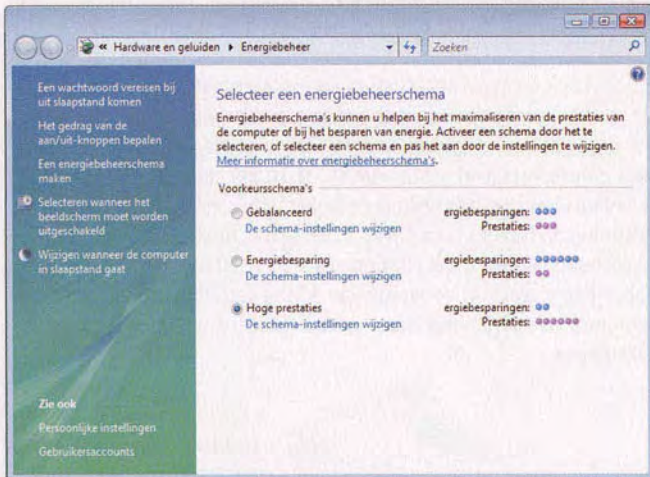 « Hardware en geluiden ▸ Energiebeheer
Zoeken
Een wachtwoord vereisen bij
uit slaapstand komen
Het gedrag van de
aan/uit-knoppen bepalen
Een energiebeheerschema
maken
Selecteren wanneer het
beeldscherm moet worden
uitgeschakeld
Wijzigen wanneer de computer
in slaapstand gaat
Zie ook
Persoonlijke instellingen
Gebruikersaccounts
Selecteer een energiebeheerschema
Energiebeheerschema's kunnen u helpen bij het maximaliseren van de prestaties van
de computer of bij het besparen van energie. Activeer een schema door het te
selecteren, of selecteer een schema en pas het aan door de instellingen te wijzigen.
Meer informatie over energiebeheerschema's.
Voorkeursschema's
Gebalanceerd ergiebesparingen:
De schema-instellingen wijzigen Prestaties:
Energiebesparing ergiebesparingen:
De schema-instellingen wijzigen Prestaties:
Hoge prestaties ergiebesparingen:
De schema-instellingen wijzigen Prestaties: